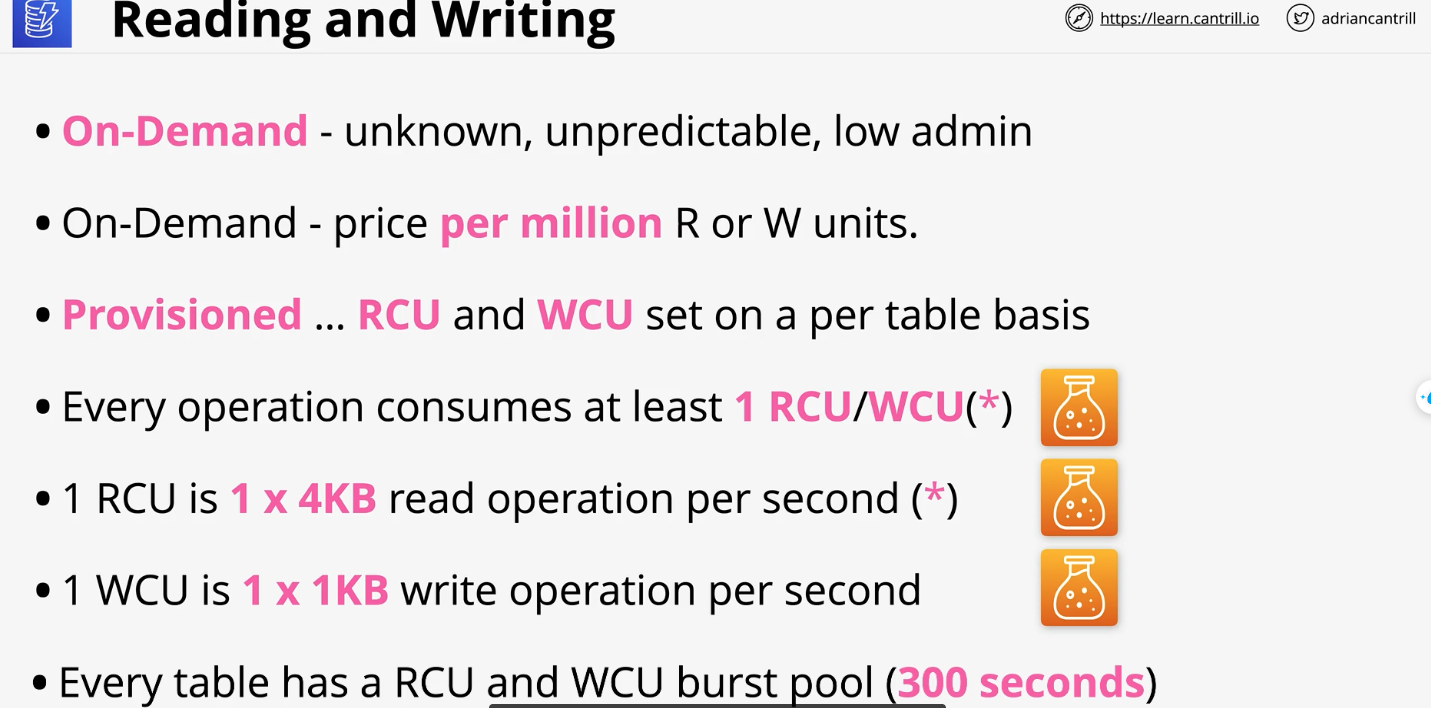 Reading and Writing
https://learn.cantrill.io
adriancantrill
• On-Demand - unknown, unpredictable, low admin
• On-Demand - price per million R or W units.
• Provisioned ... RCU and WCU set on a per table basis
• Every operation consumes at least 1 RCU/WCU(*)
• 1 RCU is 1 x 4KB read operation per second (*)
• 1 WCU is 1 x 1KB write operation per second
• Every table has a RCU and WCU burst pool (300 seconds)